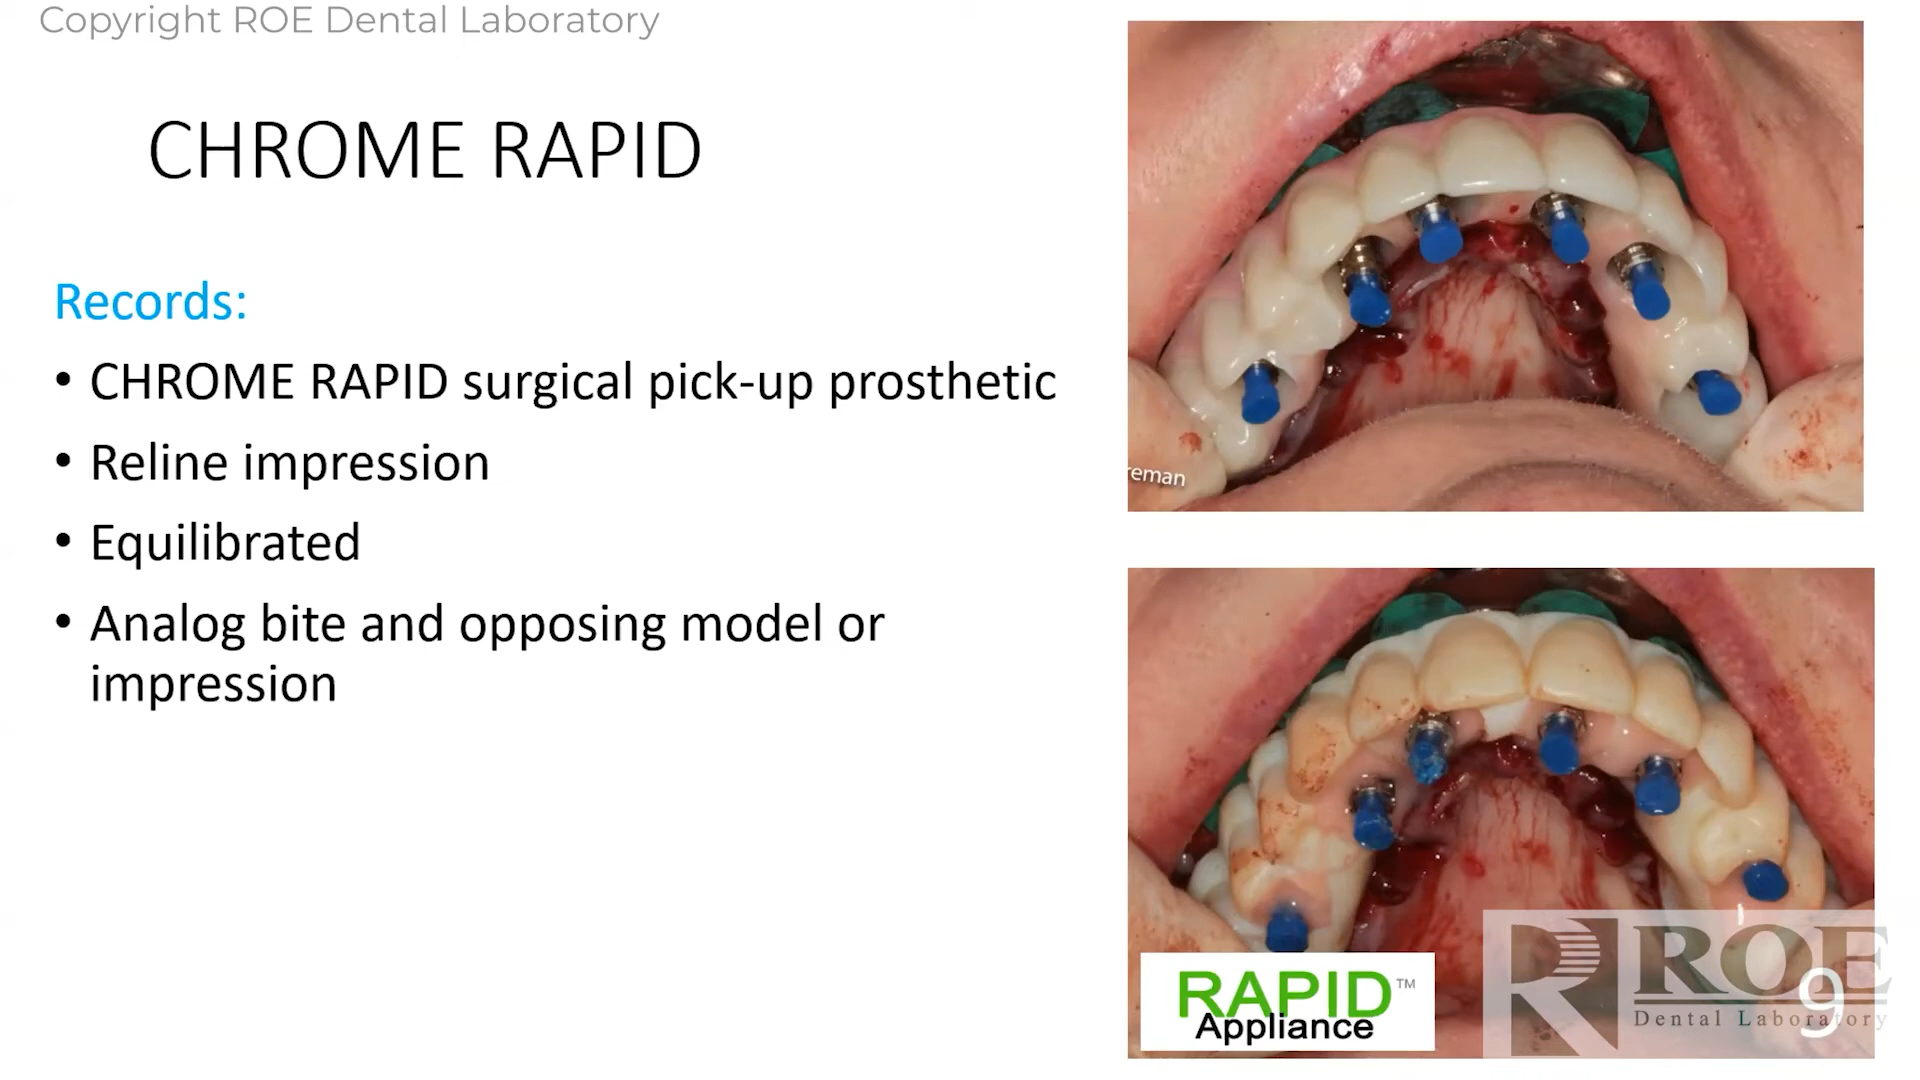 Copyright ROE Dental Laboratory
CHROME RAPID
Records:
• CHROME RAPID surgical pick-up prosthetic
• Reline impression
• Equilibrated
• Analog bite and opposing model or
impression
reman
RAPID™
Appliance
ROE
Dental Laboratory
9